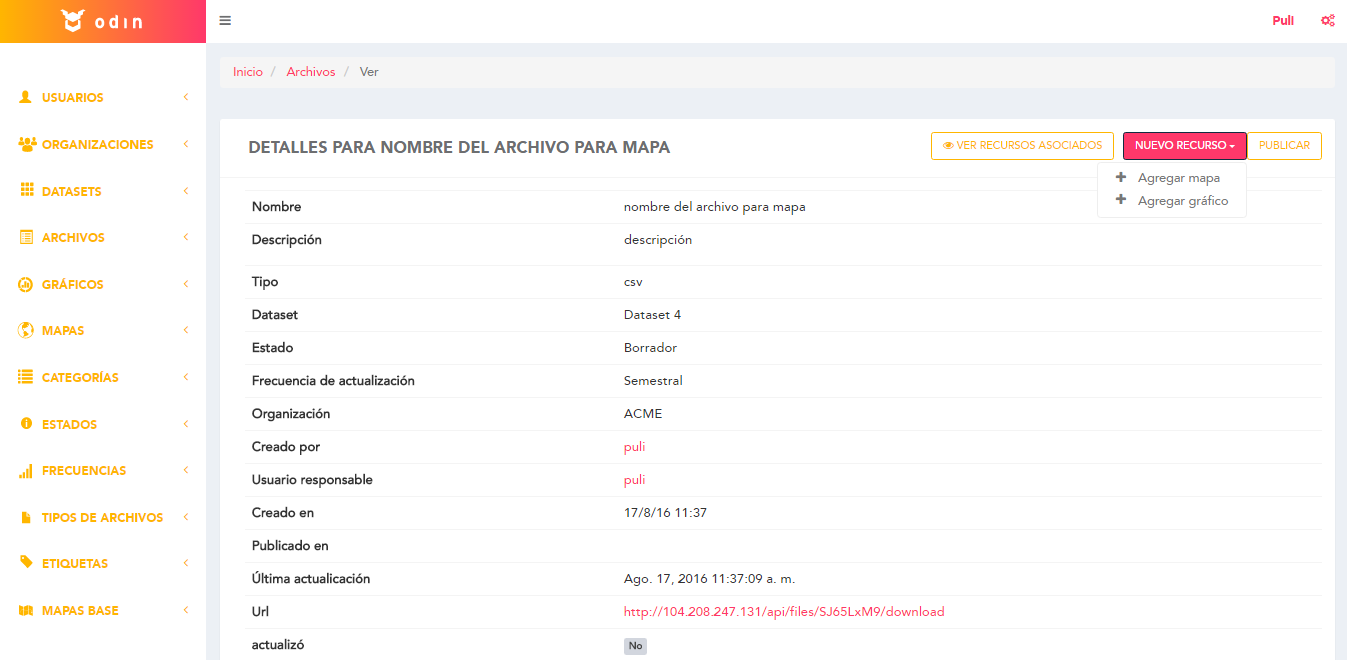 odin
Puli
Inicio / Archivos / Ver
USUARIOS
ORGANIZACIONES
DATASETS
ARCHIVOS
GRÁFICOS
MAPAS
CATEGORÍAS
ESTADOS
FRECUENCIAS
TIPOS DE ARCHIVOS
ETIQUETAS
MAPAS BASE
DETALLES PARA NOMBRE DEL ARCHIVO PARA MAPA
VER RECURSOS ASOCIADOS NUEVO RECURSO PUBLICAR
Agregar mapa
Agregar gráfico
Nombre nombre del archivo para mapa
Descripción descripción
Tipo csv
Dataset Dataset 4
Estado Borrador
Frecuencia de actualización Semestral
Organización ACME
Creado por puli
Usuario responsable puli
Creado en 17/8/16 11:37
Publicado en
Última actualicación Ago. 17, 2016 11:37:09 a. m.
Url http://104.208.247.131/api/files/SJ65LxM9/download
actualizó No